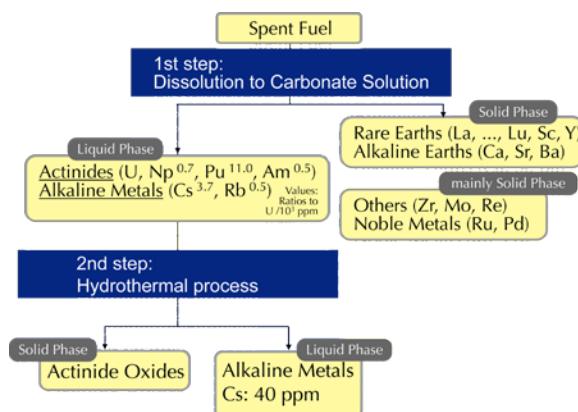 Spent Fuel
1st step:
Dissolution to Carbonate Solution
Liquid Phase
Actinides (U, Np 0.7, Pu 11.0, Am 0.5)
Alkaline Metals (Cs 3.7, Rb 0.5)
Values:
Ratios to
U /10³ ppm
Solid Phase
Rare Earths (La, ..., Lu, Sc, Y)
Alkaline Earths (Ca, Sr, Ba)
mainly Solid Phase
Others (Zr, Mo, Re)
Noble Metals (Ru, Pd)
2nd step:
Hydrothermal process
Solid Phase
Actinide Oxides
Liquid Phase
Alkaline Metals
Cs: 40 ppm